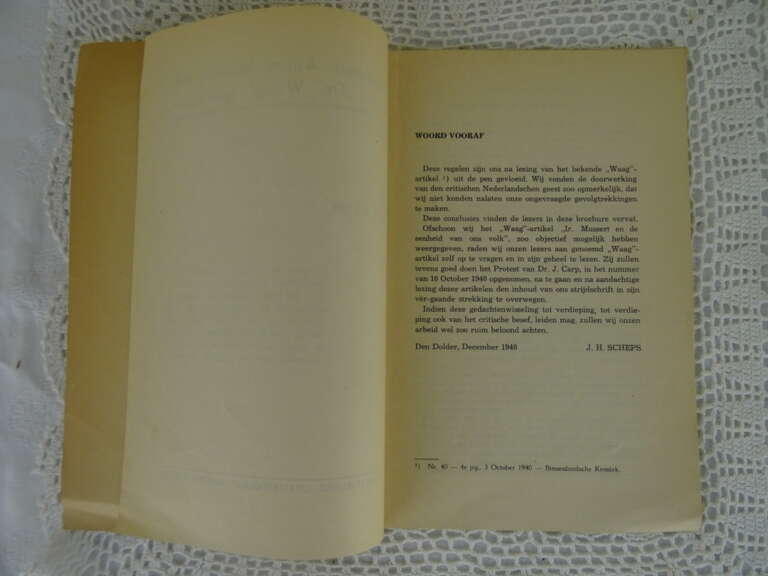 WOORD VOORAF
Deze regelen zijn ons na lezing van het bekende „Waag"-
artikel ¹) uit de pen gevloeid. Wij vonden de doorwerking
van den critischen Nederlandschen geest zoo opmerkelijk, dat
wij niet konden nalaten onze ongevraagde gevolgtrekkingen
te maken.
Deze conclusies vinden de lezers in deze brochure vervat.
Ofschoon wij het „Waag"-artikel „Ir. Mussert en de
eenheid van ons volk", zoo objectief mogelijk hebben
weergegeven, raden wij onzen lezers aan genoemd „Waag"-
artikel zelf op te vragen en in zijn geheel te lezen. Zij zullen
tevens goed doen het Protest van Dr. J. Carp, in het nummer
van 10 October 1940 opgenomen, na te gaan en na aandachtige
lezing dezer artikelen den inhoud van ons strijdschrift in zijn
vèr-gaande strekking te overwegen.
Indien deze gedachtenwisseling tot verdieping, tot verdie-
ping ook van het critische besef, leiden mag, zullen wij onzen
arbeid wel zoo ruim beloond achten.
Den Dolder, December 1940 J. H. SCHEPS
¹) Nr. 40 — 4e jrg., 3 October 1940 — Binnenlandsche Kroniek.